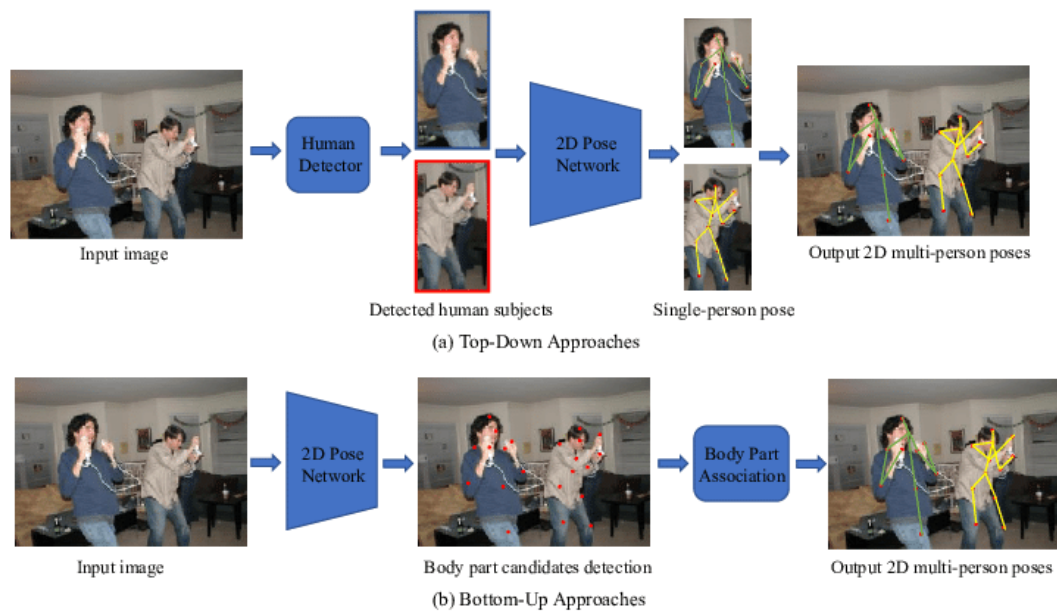 Human
Detector
2D Pose
Network
Input image
Output 2D multi-person poses
Detected human subjects
Single-person pose
(a) Top-Down Approaches
2D Pose
Network
Body Part
Association
Input image
Body part candidates detection
Output 2D multi-person poses
(b) Bottom-Up Approaches